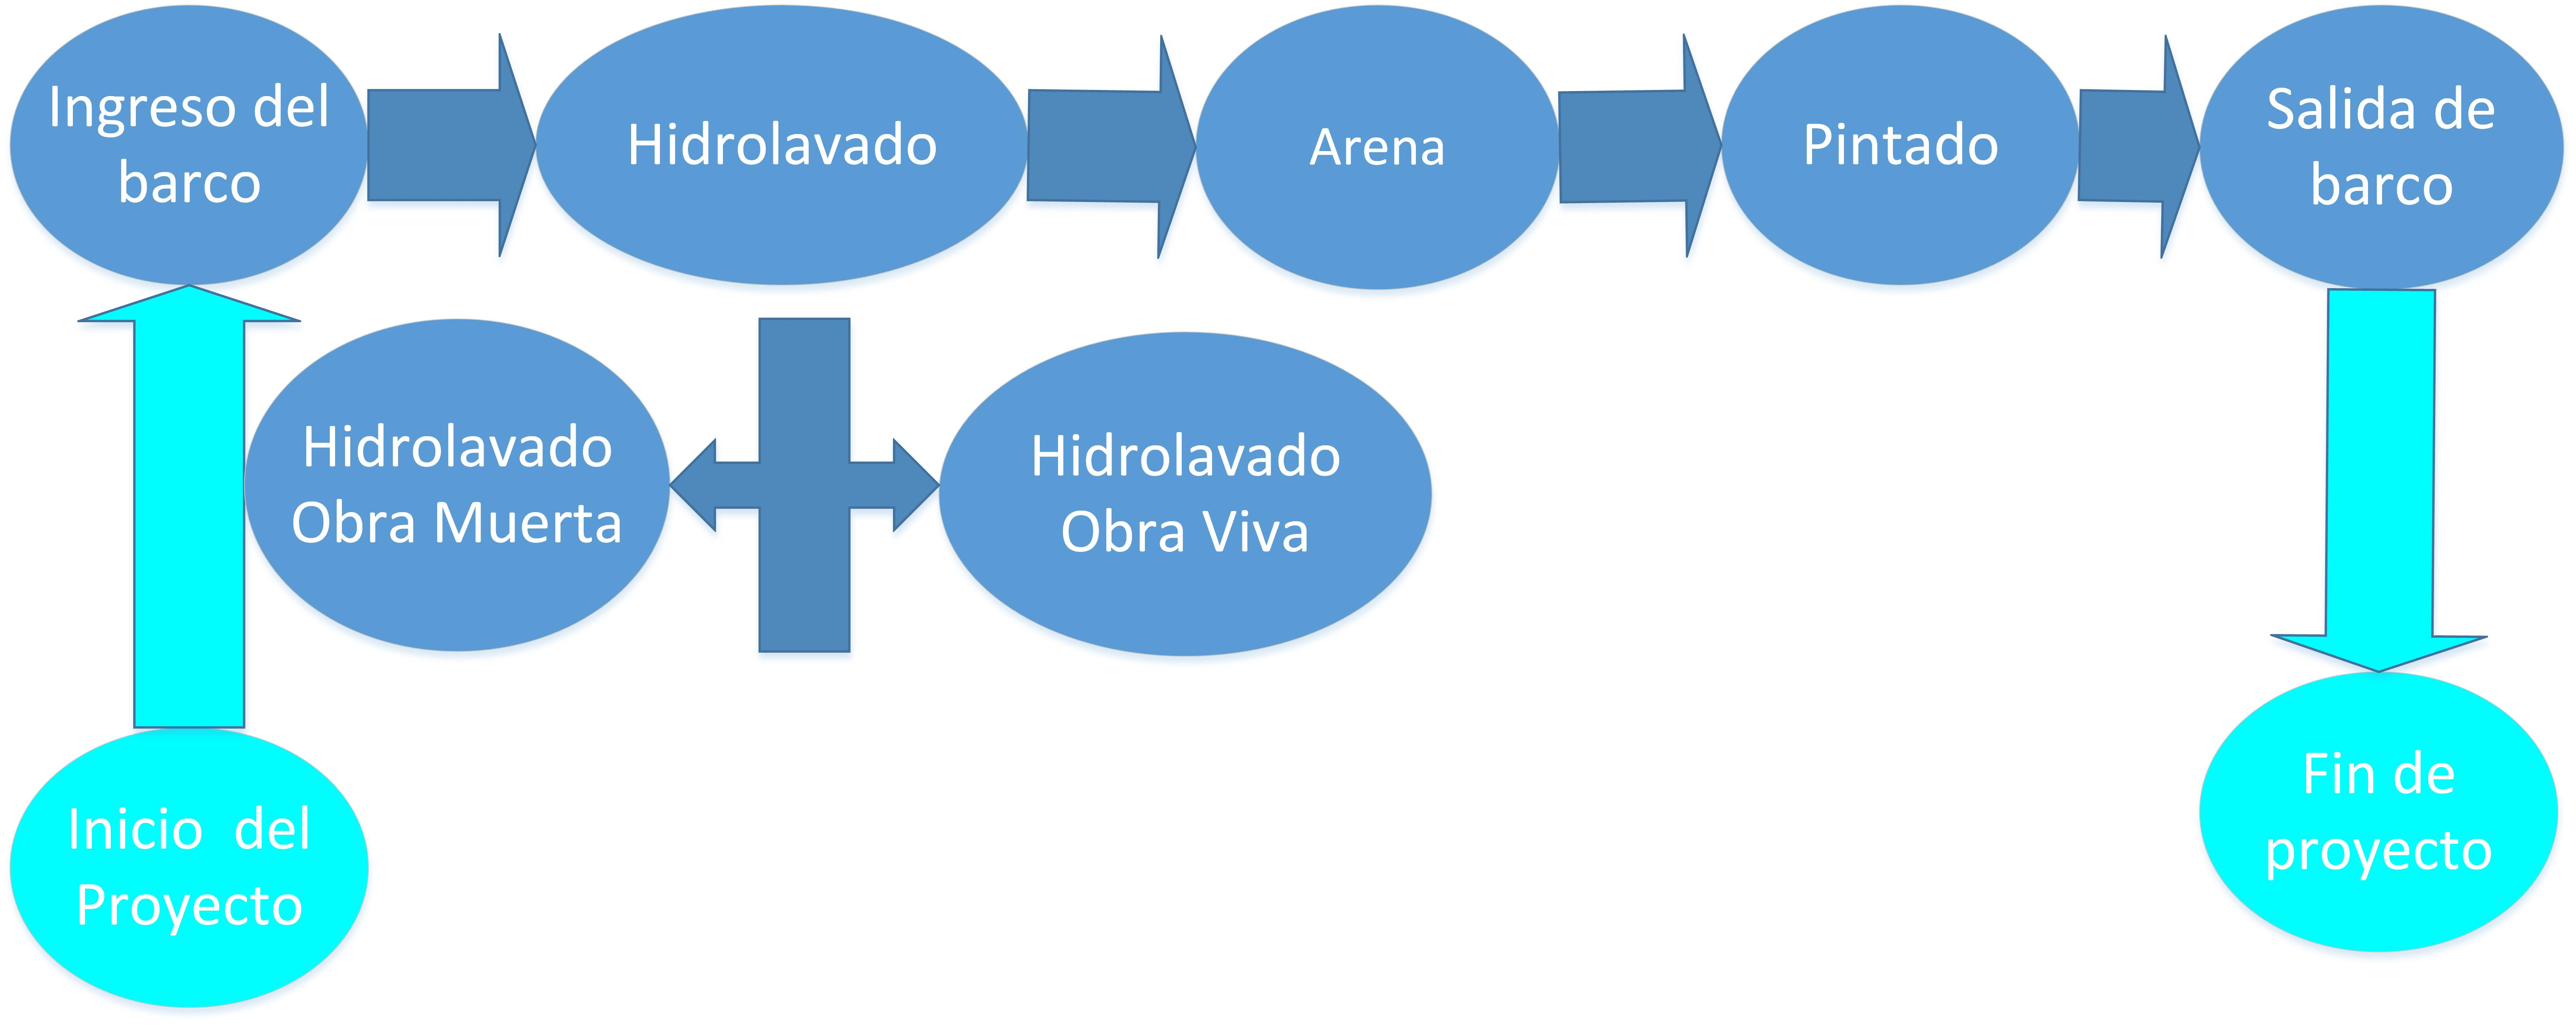 Ingreso del
barco
Hidrolavado
Arena
Pintado
Salida de
barco
Hidrolavado
Obra Muerta
Hidrolavado
Obra Viva
Inicio  del
Proyecto
Fin de
proyecto